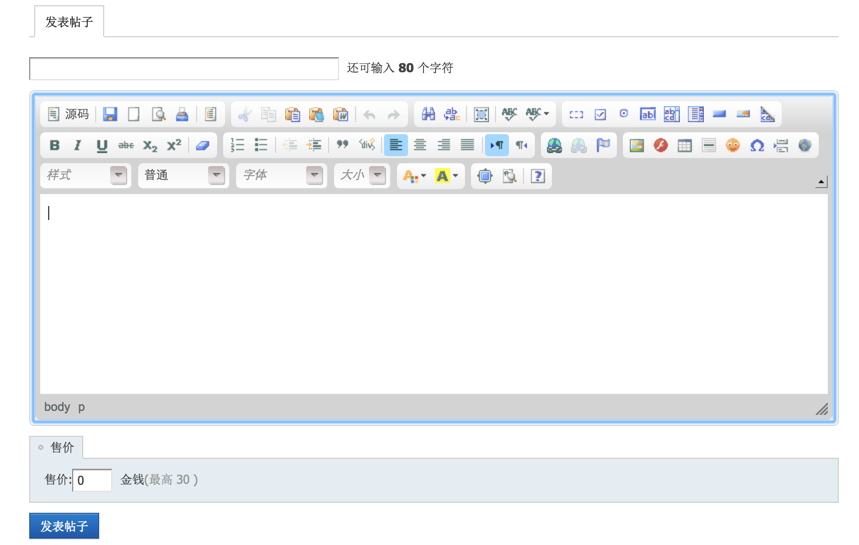 发表帖子
还可输入 80 个字符
源码
B I U abc X₂ X²
样式 普通 字体 大小
body p
售价
售价: 0 金钱(最高 30 )
发表帖子